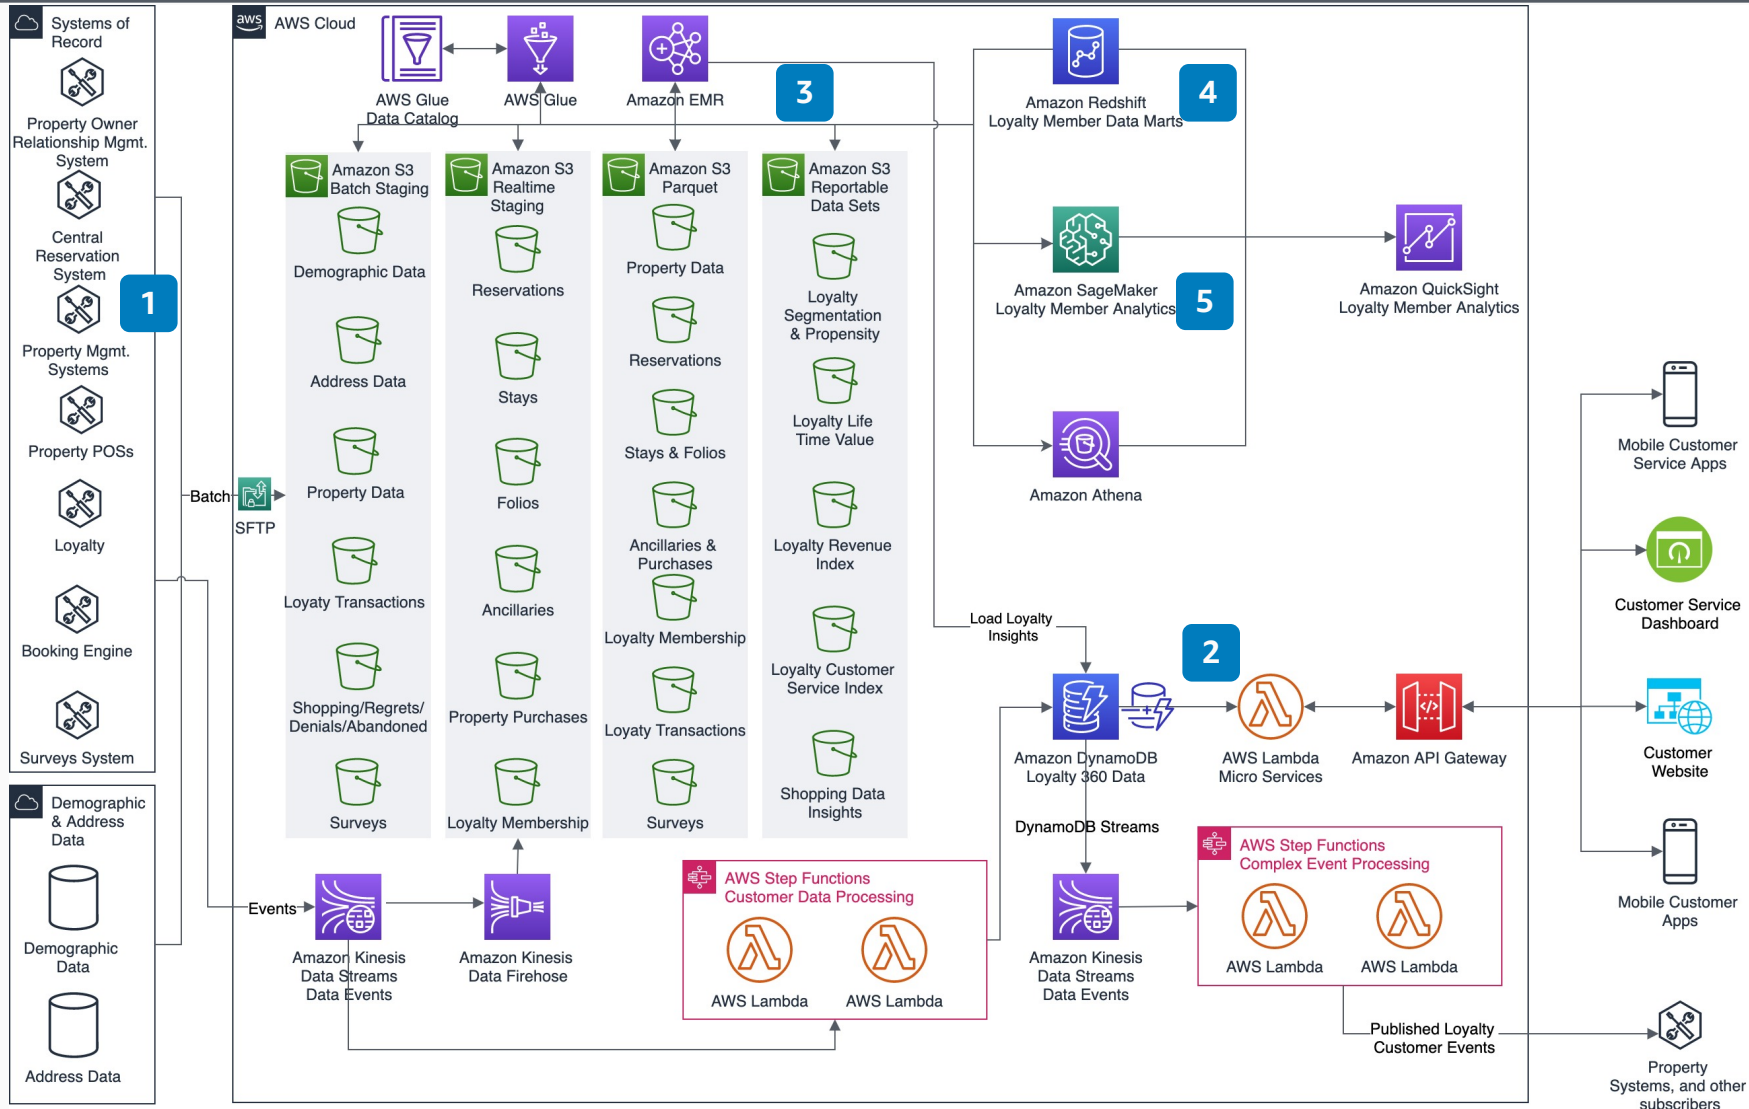 Systems of
Record
Property Owner
Relationship Mgmt.
System
Central
Reservation
System
1
Property Mgmt.
Systems
Property POSs
Loyalty
Booking Engine
Surveys System
Demographic
& Address
Data
Demographic
Data
Address Data
Batch
SFTP
Events
aws
AWS Cloud
AWS Glue
Data Catalog
AWS Glue
Amazon EMR
3
Amazon S3
Batch Staging
Demographic Data
Address Data
Property Data
Loyaty Transactions
Shopping/Regrets/
Denials/Abandoned
Surveys
Amazon S3
Realtime
Staging
Reservations
Stays
Folios
Ancillaries
Property Purchases
Loyalty Membership
Amazon S3
Parquet
Property Data
Reservations
Stays & Folios
Ancillaries &
Purchases
Loyalty Membership
Loyaty Transactions
Surveys
Amazon S3
Reportable
Data Sets
Loyalty
Segmentation
& Propensity
Loyalty Life
Time Value
Loyalty Revenue
Index
Loyalty Customer
Service Index
Shopping Data
Insights
Amazon Redshift
Loyalty Member Data Marts
4
Amazon SageMaker
Loyalty Member Analytics
5
Amazon QuickSight
Loyalty Member Analytics
Amazon Athena
Load Loyalty
Insights
2
Amazon DynamoDB
Loyalty 360 Data
AWS Lambda
Micro Services
Amazon API Gateway
DynamoDB Streams
Amazon Kinesis
Data Streams
Data Events
Amazon Kinesis
Data Firehose
AWS Step Functions
Customer Data Processing
AWS Lambda
AWS Lambda
Amazon Kinesis
Data Streams
Data Events
AWS Step Functions
Complex Event Processing
AWS Lambda
AWS Lambda
Published Loyalty
Customer Events
Mobile Customer
Service Apps
Customer Service
Dashboard
Customer
Website
Mobile Customer
Apps
Property
Systems, and other
subscribers